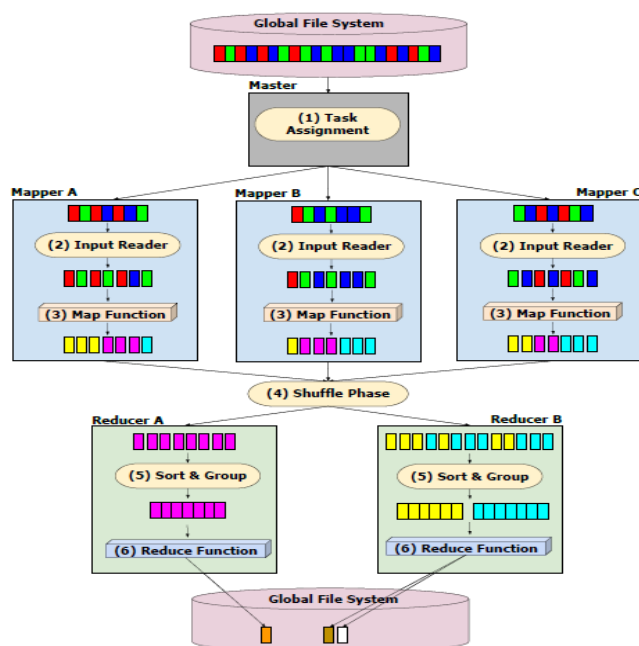 Global File System
Master
(1) Task
Assignment
Mapper A
Mapper B
Mapper C
(2) Input Reader
(2) Input Reader
(2) Input Reader
(3) Map Function
(3) Map Function
(3) Map Function
(4) Shuffle Phase
Reducer A
Reducer B
(5) Sort & Group
(5) Sort & Group
(6) Reduce Function
(6) Reduce Function
Global File System